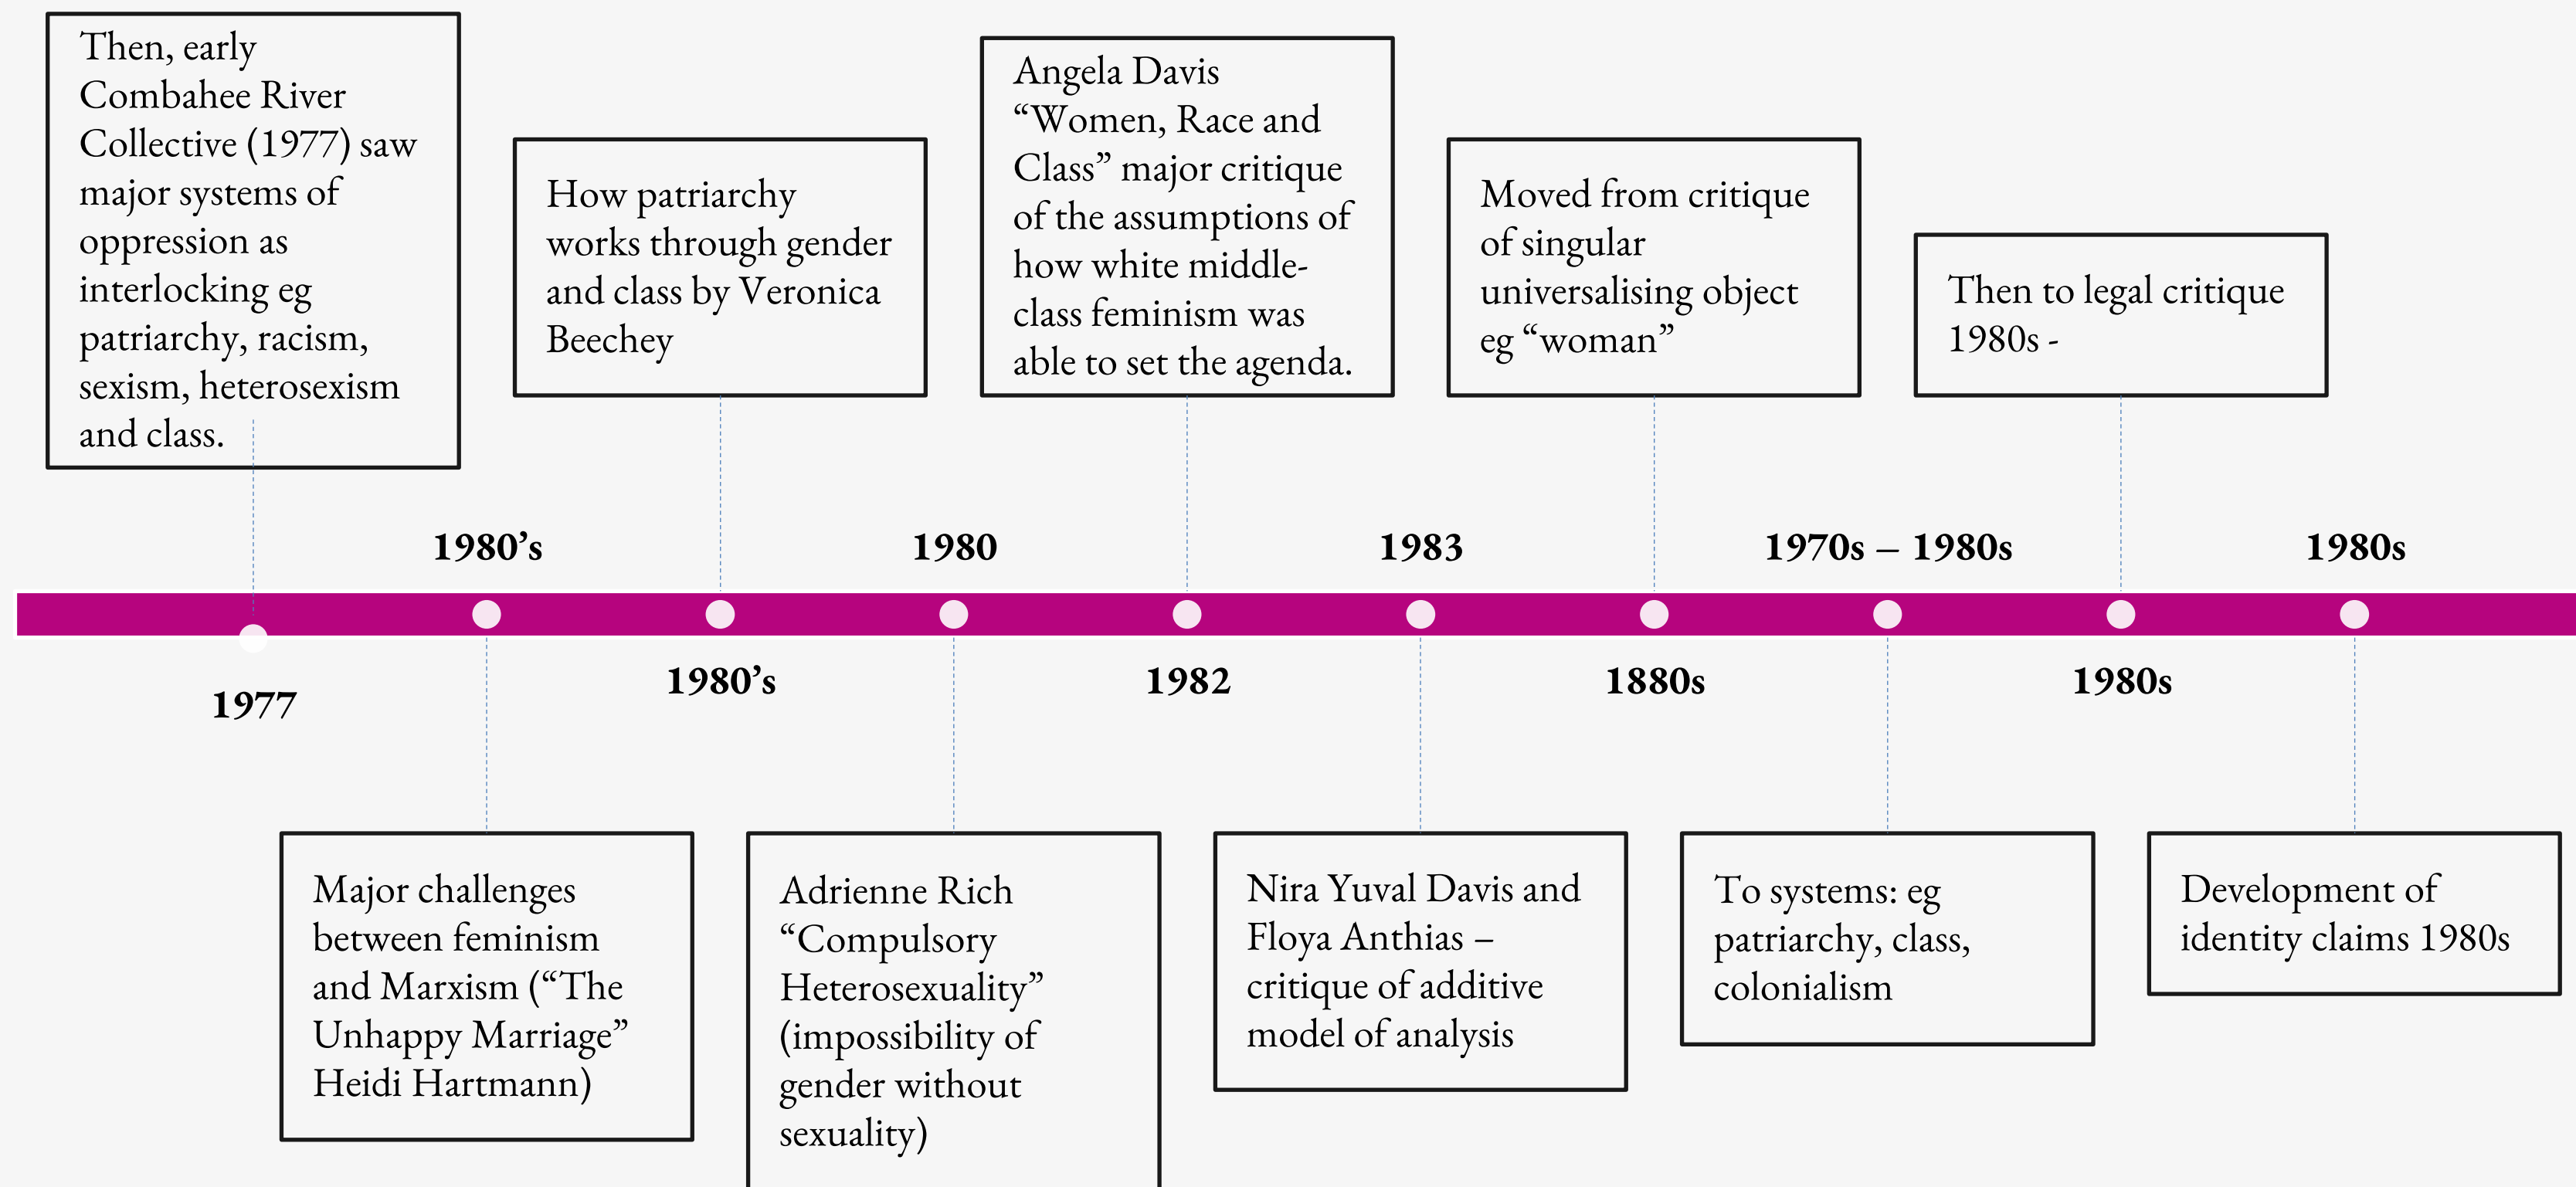 Then, early
Combahee River
Collective (1977) saw
major systems of
oppression as
interlocking eg
patriarchy, racism,
sexism, heterosexism
and class.
How patriarchy
works through gender
and class by Veronica
Beechey
Angela Davis
“Women, Race and
Class” major critique
of the assumptions of
how white middle-
class feminism was
able to set the agenda.
Moved from critique
of singular
universalising object
eg “woman”
Then to legal critique
1980s -
1980’s
1980
1983
1970s – 1980s
1980s
1977
1980’s
1982
1880s
1980s
Major challenges
between feminism
and Marxism (“The
Unhappy Marriage”
Heidi Hartmann)
Adrienne Rich
“Compulsory
Heterosexuality”
(impossibility of
gender without
sexuality)
Nira Yuval Davis and
Floya Anthias –
critique of additive
model of analysis
To systems: eg
patriarchy, class,
colonialism
Development of
identity claims 1980s